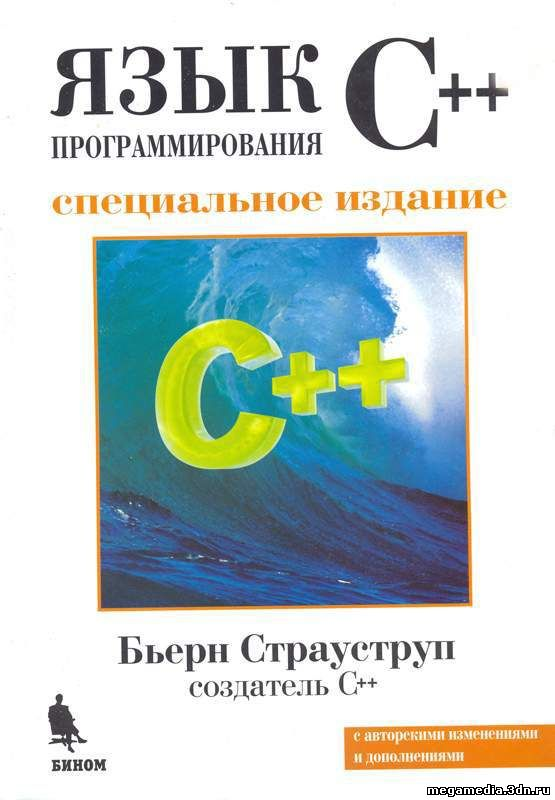 ЯЗЫК C++
ПРОГРАММИРОВАНИЯ
специальное издание
C++
Бьерн Страуструп
создатель C++
с авторскими изменениями
и дополнениями
БИНОМ
megamedia.3dn.ru